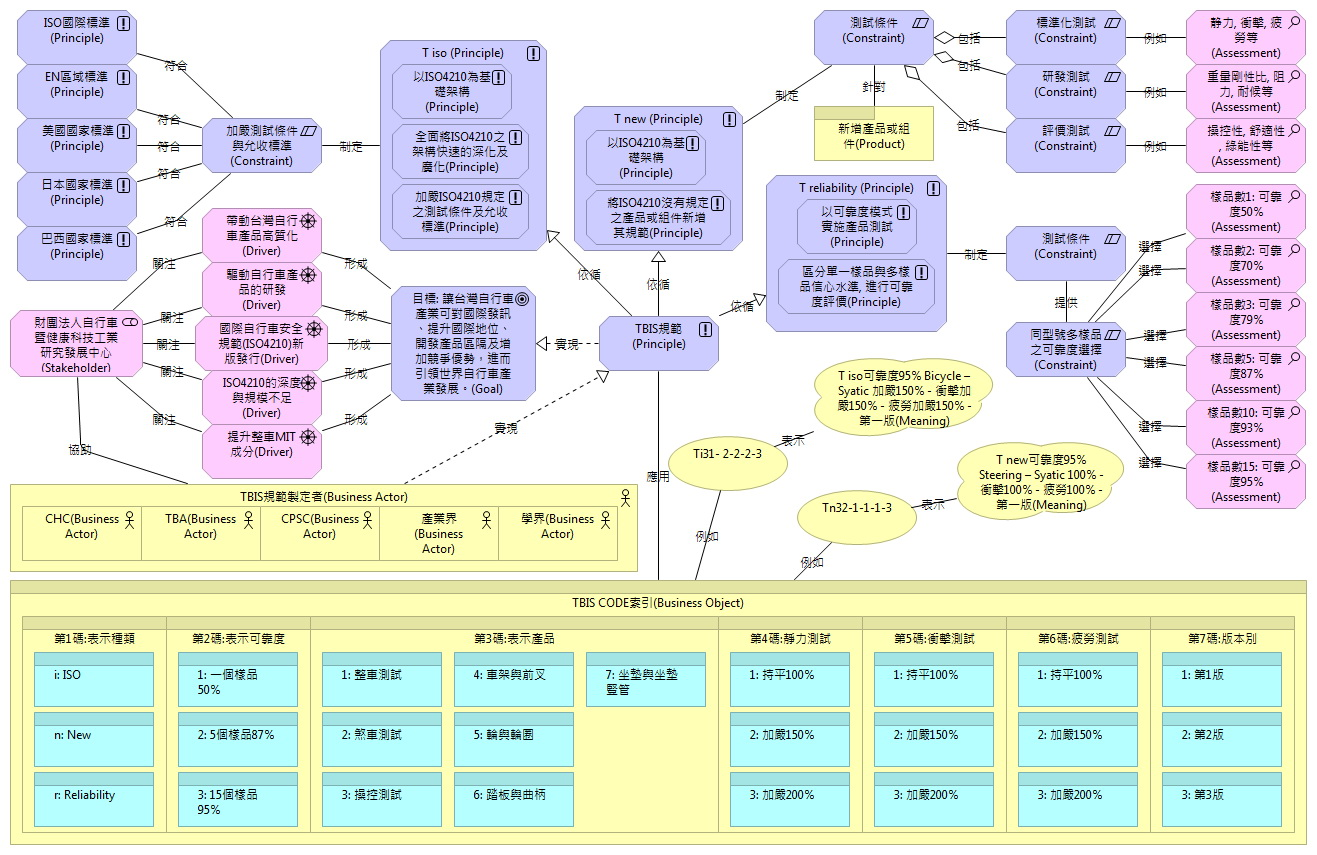 ISO國際標準
(Principle)
EN區域標準
(Principle)
美國國家標準
(Principle)
日本國家標準
(Principle)
巴西國家標準
(Principle)
符合
符合
符合
符合
符合
加嚴測試條件
與允收標準
(Constraint)
制定
T iso (Principle)
以ISO4210為基
礎架構
(Principle)
全面將ISO4210之
架構快速的深化及
廣化(Principle)
加嚴ISO4210規定
之測試條件及允收
標準(Principle)
T new (Principle)
以ISO4210為基
礎架構
(Principle)
將ISO4210沒有規定
之產品或組件新增
其規範(Principle)
制定
測試條件
(Constraint)
針對
新增產品或組
件(Product)
包括
包括
包括
標準化測試
(Constraint)
研發測試
(Constraint)
評價測試
(Constraint)
例如
例如
例如
靜力, 衝擊, 疲
勞等
(Assessment)
重量剛性比, 阻
力, 耐候等
(Assessment)
操控性, 舒適性
, 綠能性等
(Assessment)
T reliability (Principle)
以可靠度模式
實施產品測試
(Principle)
區分單一樣品與多樣
品信心水準, 進行可靠
度評價(Principle)
制定
測試條件
(Constraint)
提供
同型號多樣品
之可靠度選擇
(Constraint)
選擇
選擇
選擇
選擇
選擇
選擇
樣品數1: 可靠
度50%
(Assessment)
樣品數2: 可靠
度70%
(Assessment)
樣品數3: 可靠
度79%
(Assessment)
樣品數5: 可靠
度87%
(Assessment)
樣品數10: 可靠
度93%
(Assessment)
樣品數15: 可靠
度95%
(Assessment)
財團法人自行車
暨健康科技工業
研究發展中心
(Stakeholder)
關注
關注
關注
關注
關注
帶動台灣自行
車產品高質化
(Driver)
驅動自行車產
品的研發
(Driver)
國際自行車安全
規範(ISO4210)新
版發行(Driver)
ISO4210的深度
與規模不足
(Driver)
提升整車MIT
成分(Driver)
形成
形成
形成
形成
形成
目標: 讓台灣自行車
產業可對國際發訊
、提升國際地位、
開發產品區隔及增
加競爭優勢，進而
引領世界自行車產
業發展。(Goal)
實現
TBIS規範
(Principle)
依循
依循
依循
實現
協助
應用
TBIS規範製定者(Business Actor)
CHC(Business
Actor)
TBA(Business
Actor)
CPSC(Business
Actor)
產業界
(Business
Actor)
學界(Business
Actor)
T iso可靠度95% Bicycle –
Syatic 加嚴150% - 衝擊加
嚴150% - 疲勞加嚴150% -
第一版(Meaning)
表示
Ti31- 2-2-2-3
例如
T new可靠度95%
Steering – Syatic 100% -
衝擊100% - 疲勞100% -
第一版(Meaning)
表示
Tn32-1-1-1-3
例如
TBIS CODE索引(Business Object)
第1碼:表示種類
i: ISO
n: New
r: Reliability
第2碼:表示可靠度
1: 一個樣品
50%
2: 5個樣品87%
3: 15個樣品
95%
第3碼:表示產品
1: 整車測試
2: 煞車測試
3: 操控測試
4: 車架與前叉
5: 輪與輪圈
6: 踏板與曲柄
7: 坐墊與坐墊
豎管
第4碼:靜力測試
1: 持平100%
2: 加嚴150%
3: 加嚴200%
第5碼:衝擊測試
1: 持平100%
2: 加嚴150%
3: 加嚴200%
第6碼:疲勞測試
1: 持平100%
2: 加嚴150%
3: 加嚴200%
第7碼:版本別
1: 第1版
2: 第2版
3: 第3版